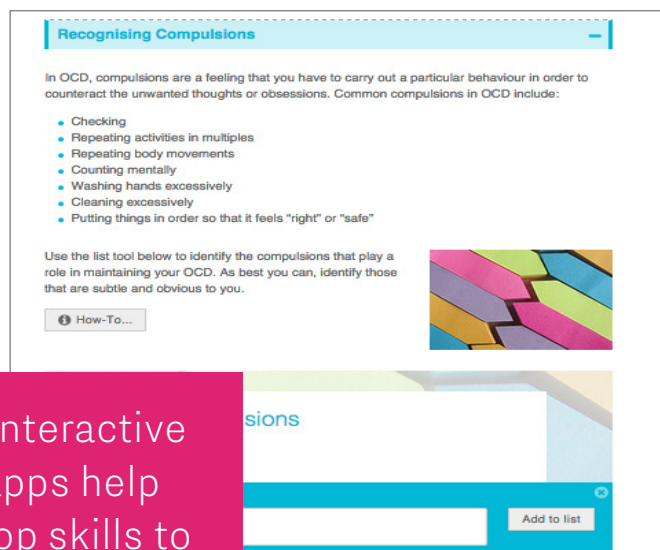 Recognising Compulsions
In OCD, compulsions are a feeling that you have to carry out a particular behaviour in order to
counteract the unwanted thoughts or obsessions. Common compulsions in OCD include:
Checking
Repeating activities in multiples
Repeating body movements
Counting mentally
Washing hands excessively
Cleaning excessively
Putting things in order so that it feels "right" or "safe"
Use the list tool below to identify the compulsions that play a
role in maintaining your OCD. As best you can, identify those
that are subtle and obvious to you.
How-To...
nteractive
sions
apps help
Add to list
op skills to